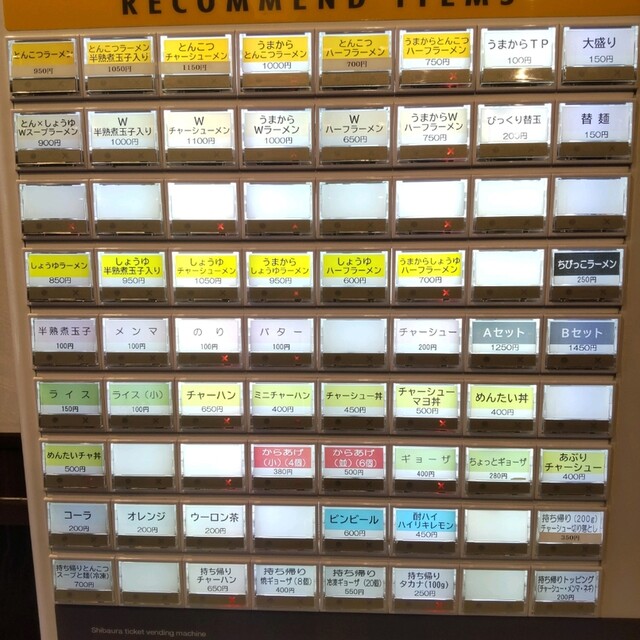 RECOMMEND ITEMS
とんこつラーメン
950円
とんこつラーメン
半熟煮玉子入り
1050円
とんこつ
チャーシューメン
1150円
うまから
とんこつラーメン
1000円
とんこつ
ハーフラーメン
700円
うまからとんこつ
ハーフラーメン
750円
うまからTP
100円
大盛り
150円
とん×しょうゆ
Wスープラーメン
900円
W
半熟煮玉子入り
1000円
W
チャーシューメン
1100円
うまから
Wラーメン
1000円
W
ハーフラーメン
650円
うまからW
ハーフラーメン
750円
びっくり替玉
200円
替麺
150円
しょうゆラーメン
850円
しょうゆ
半熟煮玉子入り
950円
しょうゆ
チャーシューメン
1050円
うまから
しょうゆラーメン
950円
しょうゆ
ハーフラーメン
600円
うまからしょうゆ
ハーフラーメン
700円
ちびっこラーメン
250円
半熟煮玉子
100円
メンマ
100円
のり
100円
バター
100円
チャーシュー
200円
Aセット
1250円
Bセット
1450円
ライス
150円
ライス(小)
100円
チャーハン
650円
ミニチャーハン
400円
チャーシュー丼
450円
チャーシュー
マヨ丼
500円
めんたい丼
400円
めんたいチャ丼
500円
からあげ
(小)(4個)
380円
からあげ
(並)(6個)
500円
ギョーザ
400円
ちょっとギョーザ
280円
あぶり
チャーシュー
400円
コーラ
200円
オレンジ
200円
ウーロン茶
200円
ビンビール
600円
酎ハイ
ハイリキレモン
450円
持ち帰り(200g)
チャーシュー切り落とし
350円
持ち帰りとんこつ
スープと麺(冷凍)
700円
持ち帰り
チャーハン
650円
持ち帰り
焼ギョーザ(8個)
400円
持ち帰り
冷凍ギョーザ(20個)
550円
持ち帰り
タカナ(100g)
250円
持ち帰りトッピング
(チャーシュー・メンマ・ネギ)
200円
Shibaura ticket vending machine